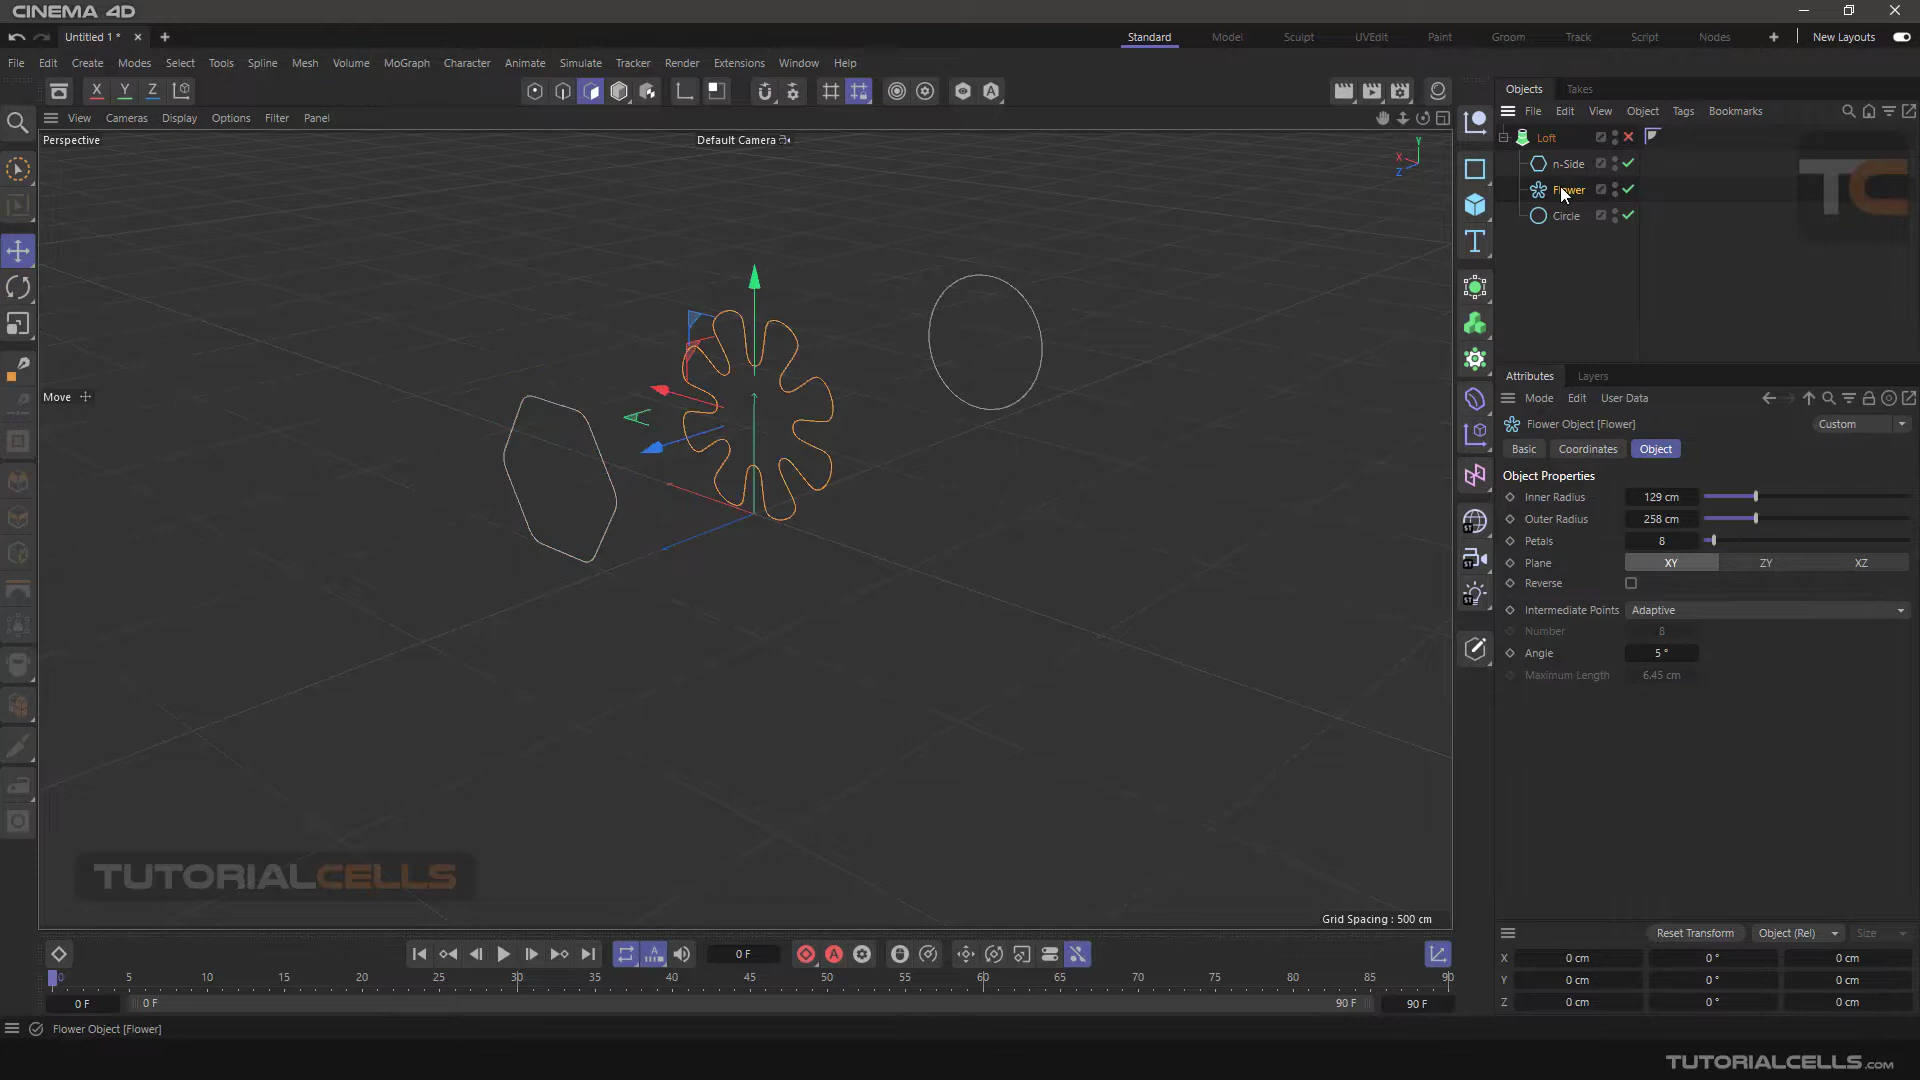 CINEMA 4D
Untitled 1 *
Standard
Model
Sculpt
UVEdit
Paint
Groom
Track
Script
Nodes
New Layouts
File Edit Create Modes Select Tools Spline Mesh Volume MoGraph Character Animate Simulate Tracker Render Extensions Window Help
X Y Z
View Cameras Display Options Filter Panel
Perspective
Default Camera
Y
X
Z
Move
Grid Spacing : 500 cm
TUTORIALCELLS
Objects Takes
File Edit View Object Tags Bookmarks
Loft
n-Side
Flower
Circle
TC
Attributes Layers
Mode Edit User Data
Flower Object [Flower]
Custom
Basic Coordinates Object
Object Properties
Inner Radius 129 cm
Outer Radius 258 cm
Petals 8
Plane XY ZY XZ
Reverse
Intermediate Points Adaptive
Number 8
Angle 5 °
Maximum Length 6.45 cm
Reset Transform Object (Rel) Size
X 0 cm 0 ° 0 cm
Y 0 cm 0 ° 0 cm
Z 0 cm 0 ° 0 cm
0 F
0 5 10 15 20 25 30 35 40 45 50 55 60 65 70 75 80 85 90
0 F 0 F 90 F 90 F
Flower Object [Flower]
TUTORIALCELLS.com